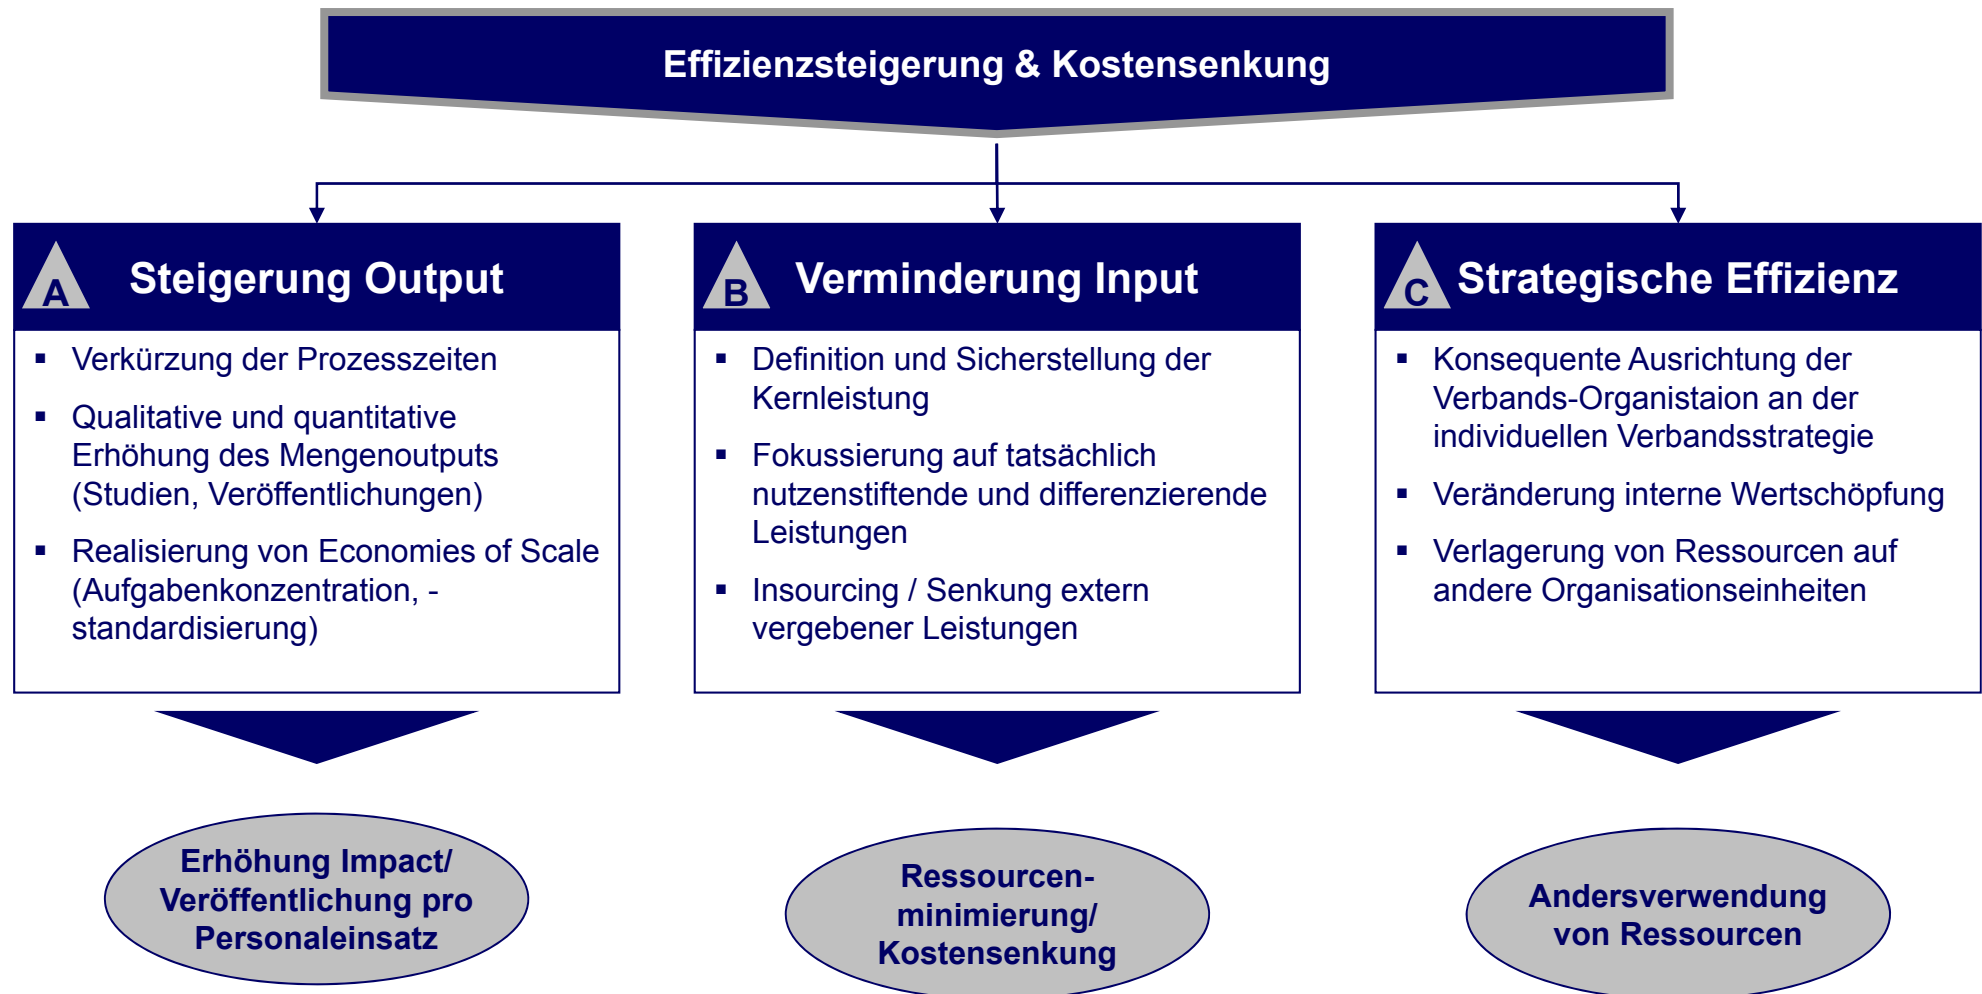 Effizienzsteigerung & Kostensenkung
A
Steigerung Output
▪ Verkürzung der Prozesszeiten
▪ Qualitative und quantitative
Erhöhung des Mengenoutputs
(Studien, Veröffentlichungen)
▪ Realisierung von Economies of Scale
(Aufgabenkonzentration, -
standardisierung)
Erhöhung Impact/
Veröffentlichung pro
Personaleinsatz
B
Verminderung Input
▪ Definition und Sicherstellung der
Kernleistung
▪ Fokussierung auf tatsächlich
nutzenstiftende und differenzierende
Leistungen
▪ Insourcing / Senkung extern
vergebener Leistungen
Ressourcen-
minimierung/
Kostensenkung
C
Strategische Effizienz
▪ Konsequente Ausrichtung der
Verbands-Organistaion an der
individuellen Verbandsstrategie
▪ Veränderung interne Wertschöpfung
▪ Verlagerung von Ressourcen auf
andere Organisationseinheiten
Andersverwendung
von Ressourcen